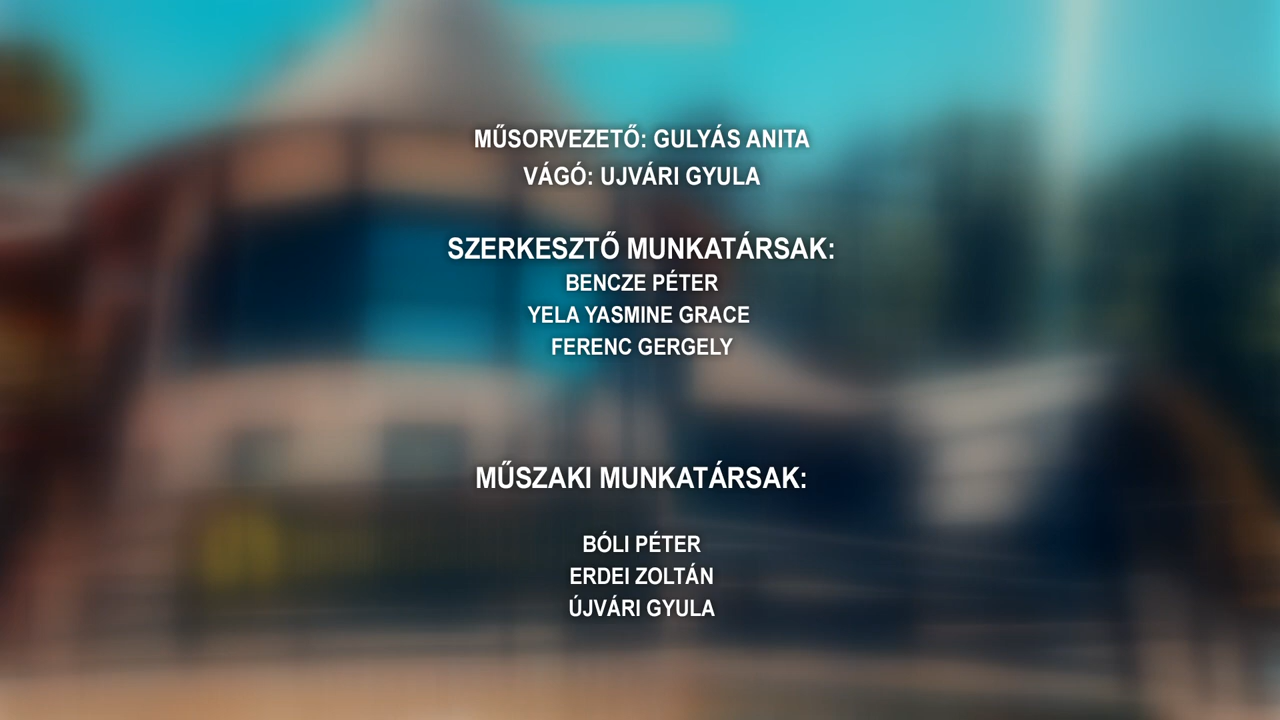 MŰSORVEZETŐ: GULYÁS ANITA
VÁGÓ: UJVÁRI GYULA
SZERKESZTŐ MUNKATÁRSAK:
BENCZE PÉTER
YELA YASMINE GRACE
FERENC GERGELY
MŰSZAKI MUNKATÁRSAK:
BÓLI PÉTER
ERDEI ZOLTÁN
ÚJVÁRI GYULA